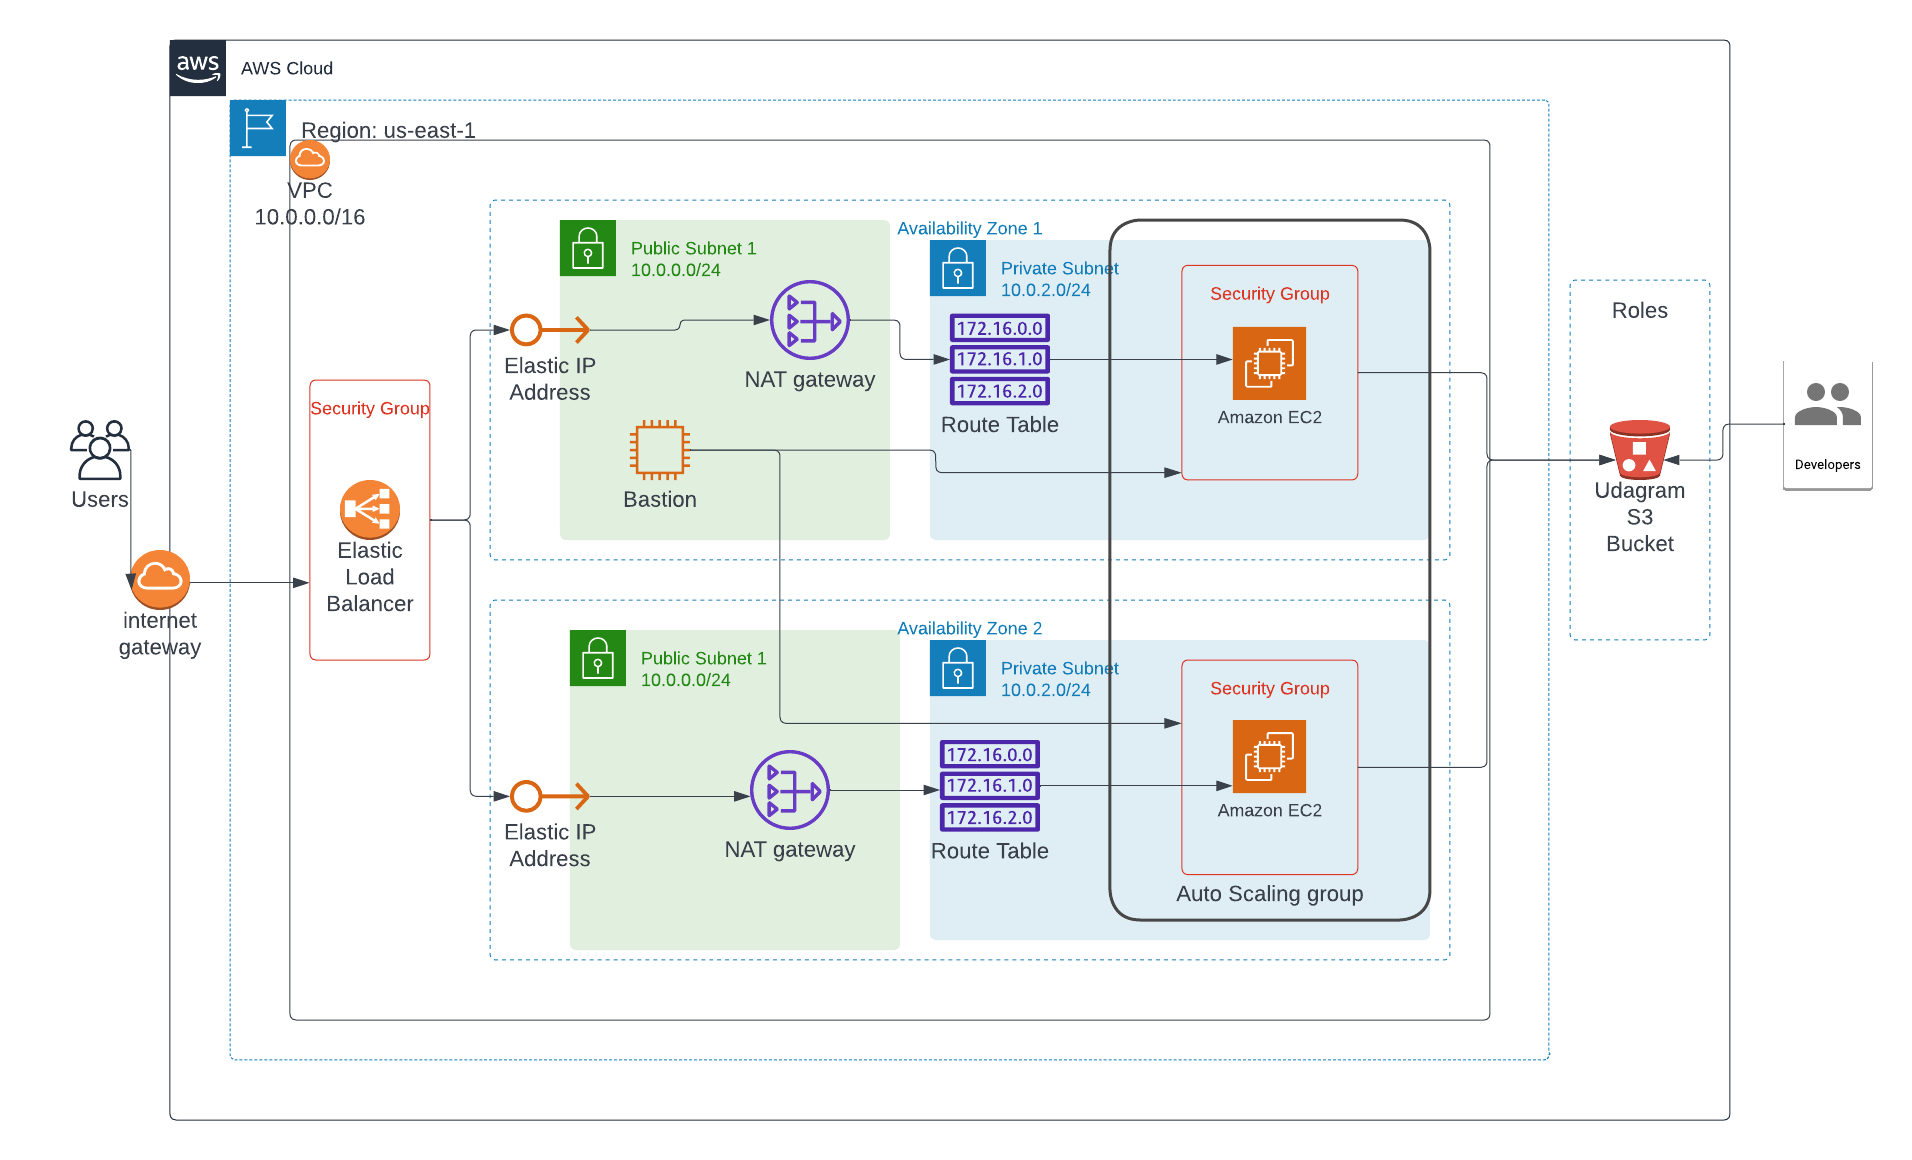 aws
AWS Cloud
Region: us-east-1
VPC
10.0.0.0/16
Availability Zone 1
Public Subnet 1
10.0.0.0/24
Private Subnet
10.0.2.0/24
Security Group
Roles
172.16.0.0
172.16.1.0
172.16.2.0
Elastic IP
Address
NAT gateway
Route Table
Amazon EC2
Security Group
Users
Bastion
Developers
Udagram
S3
Bucket
Elastic
Load
Balancer
internet
gateway
Availability Zone 2
Public Subnet 1
10.0.0.0/24
Private Subnet
10.0.2.0/24
Security Group
172.16.0.0
172.16.1.0
172.16.2.0
Amazon EC2
Elastic IP
Address
NAT gateway
Route Table
Auto Scaling group